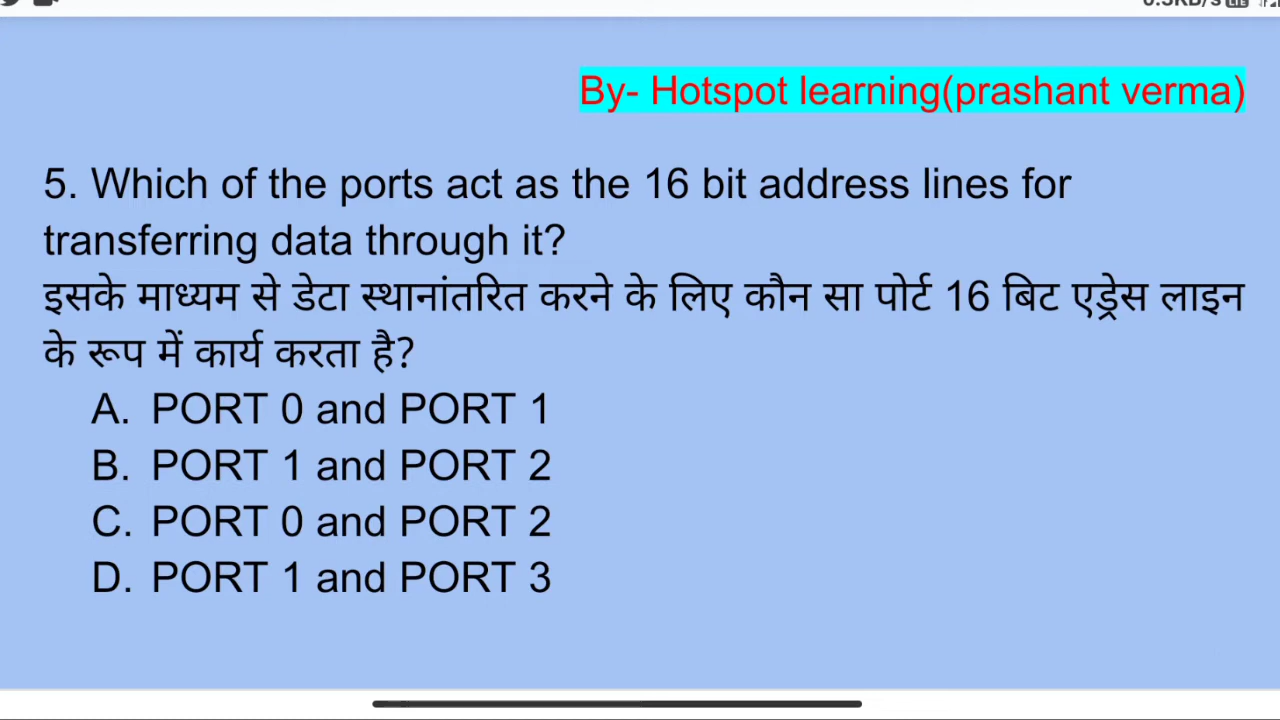 By- Hotspot learning(prashant verma)
5. Which of the ports act as the 16 bit address lines for
transferring data through it?
इसके माध्यम से डेटा स्थानांतरित करने के लिए कौन सा पोर्ट 16 बिट एड्रेस लाइन
के रूप में कार्य करता है?
A. PORT 0 and PORT 1
B. PORT 1 and PORT 2
C. PORT 0 and PORT 2
D. PORT 1 and PORT 3